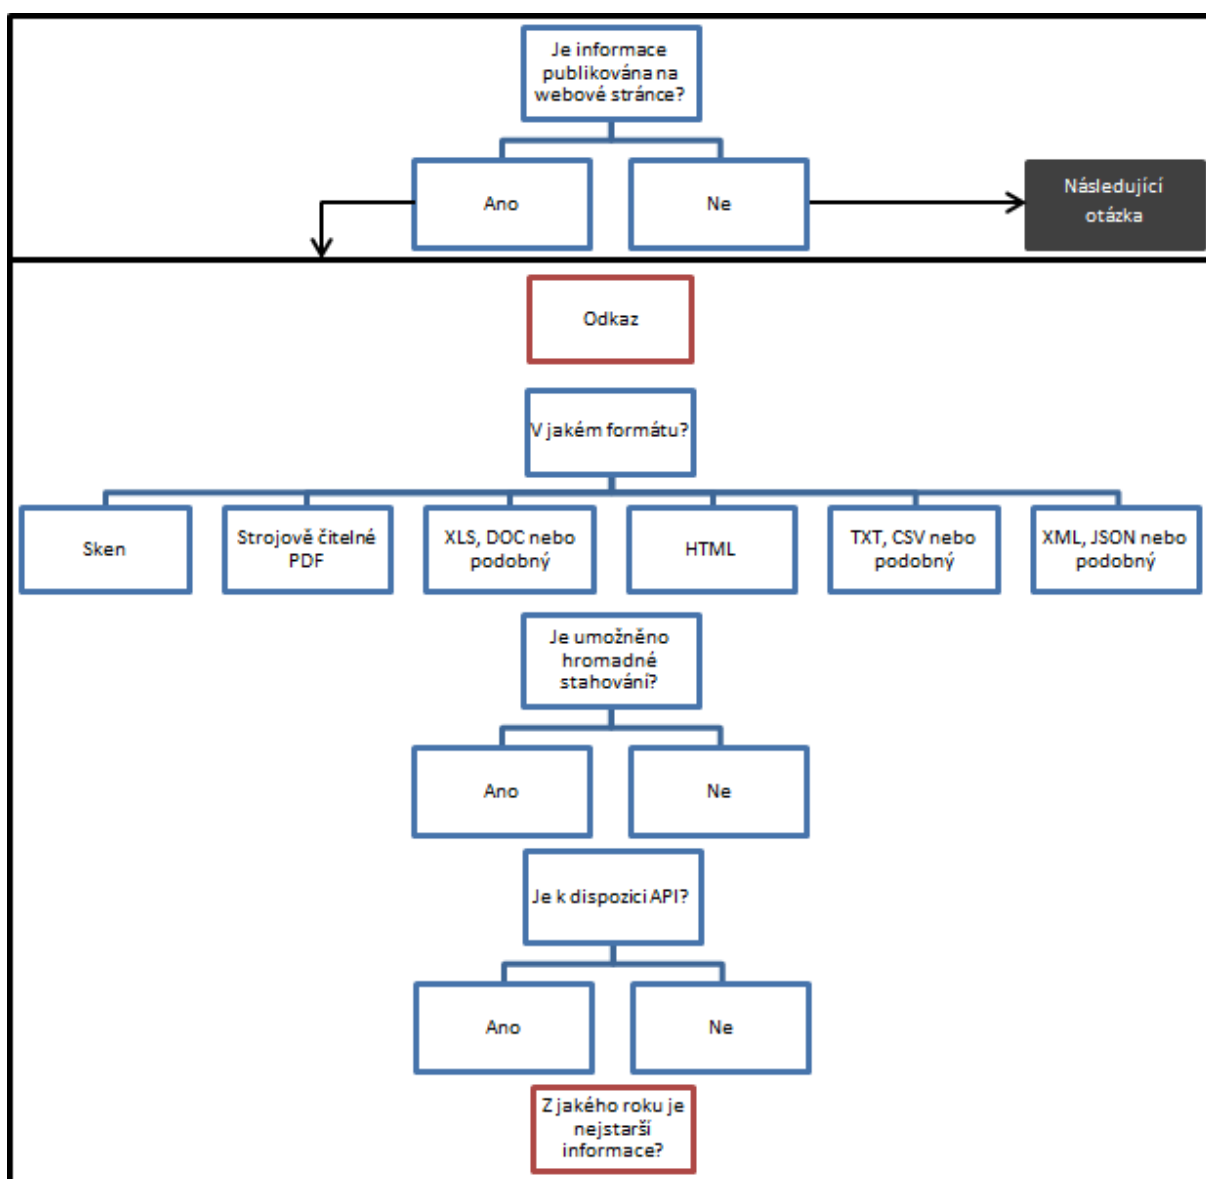 Je informace
publikována na
webové stránce?
Ano
Ne
Následující
otázka
Odkaz
V jakém formátu?
Sken
Strojově čitelné
PDF
XLS, DOC nebo
podobný
HTML
TXT, CSV nebo
podobný
XML, JSON nebo
podobný
Je umožněno
hromadné
stahování?
Ano
Ne
Je k dispozici API?
Ano
Ne
Z jakého roku je
nejstarší
informace?